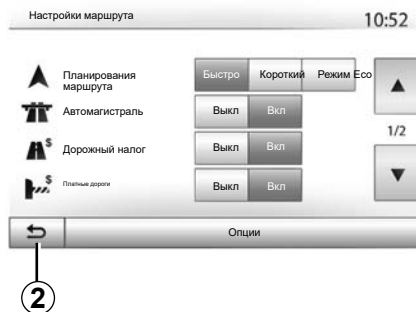 Настройки маршрута
10:52
Планирования
маршрута
Быстро Короткий Режим Eco
Автомагистраль
Выкл Вкл
1/2
$
Дорожный налог
Выкл Вкл
$
Платные дороги
Выкл Вкл
Опции
2